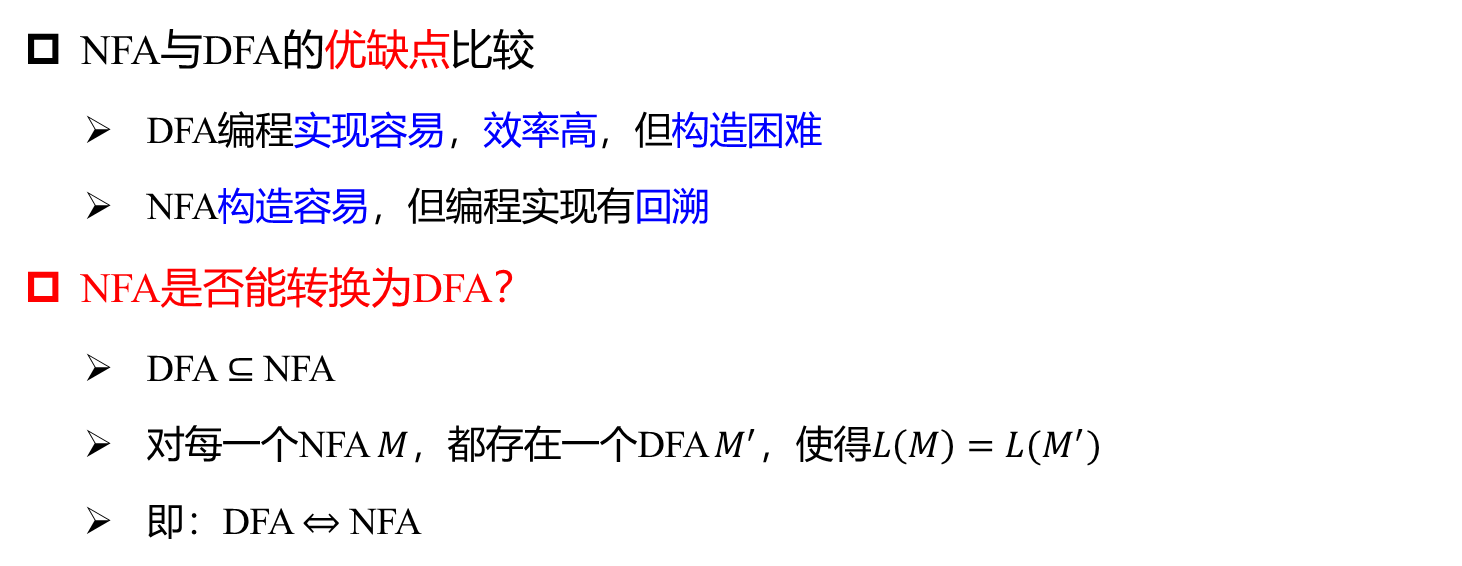 NFA与DFA的优缺点比较
DFA编程实现容易，效率高，但构造困难
NFA构造容易，但编程实现有回溯
NFA是否能转换为DFA？
DFA ⊆ NFA
对每一个NFA M，都存在一个DFA M′，使得L(M) = L(M′)
即：DFA ⇔ NFA